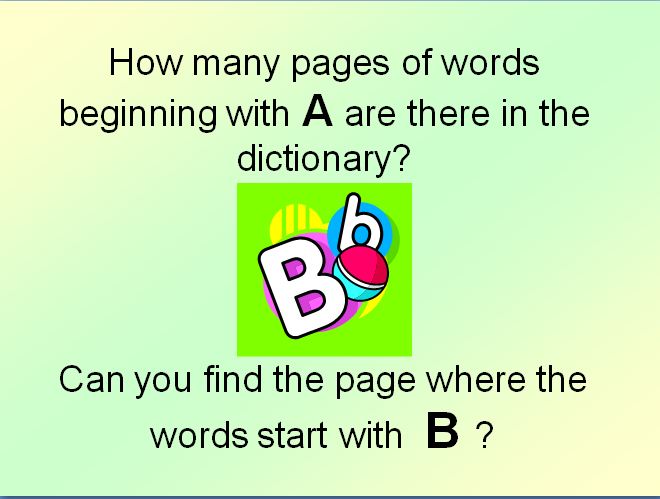 How many pages of words
beginning with A are there in the
dictionary?
B b
Can you find the page where the
words start with B ?